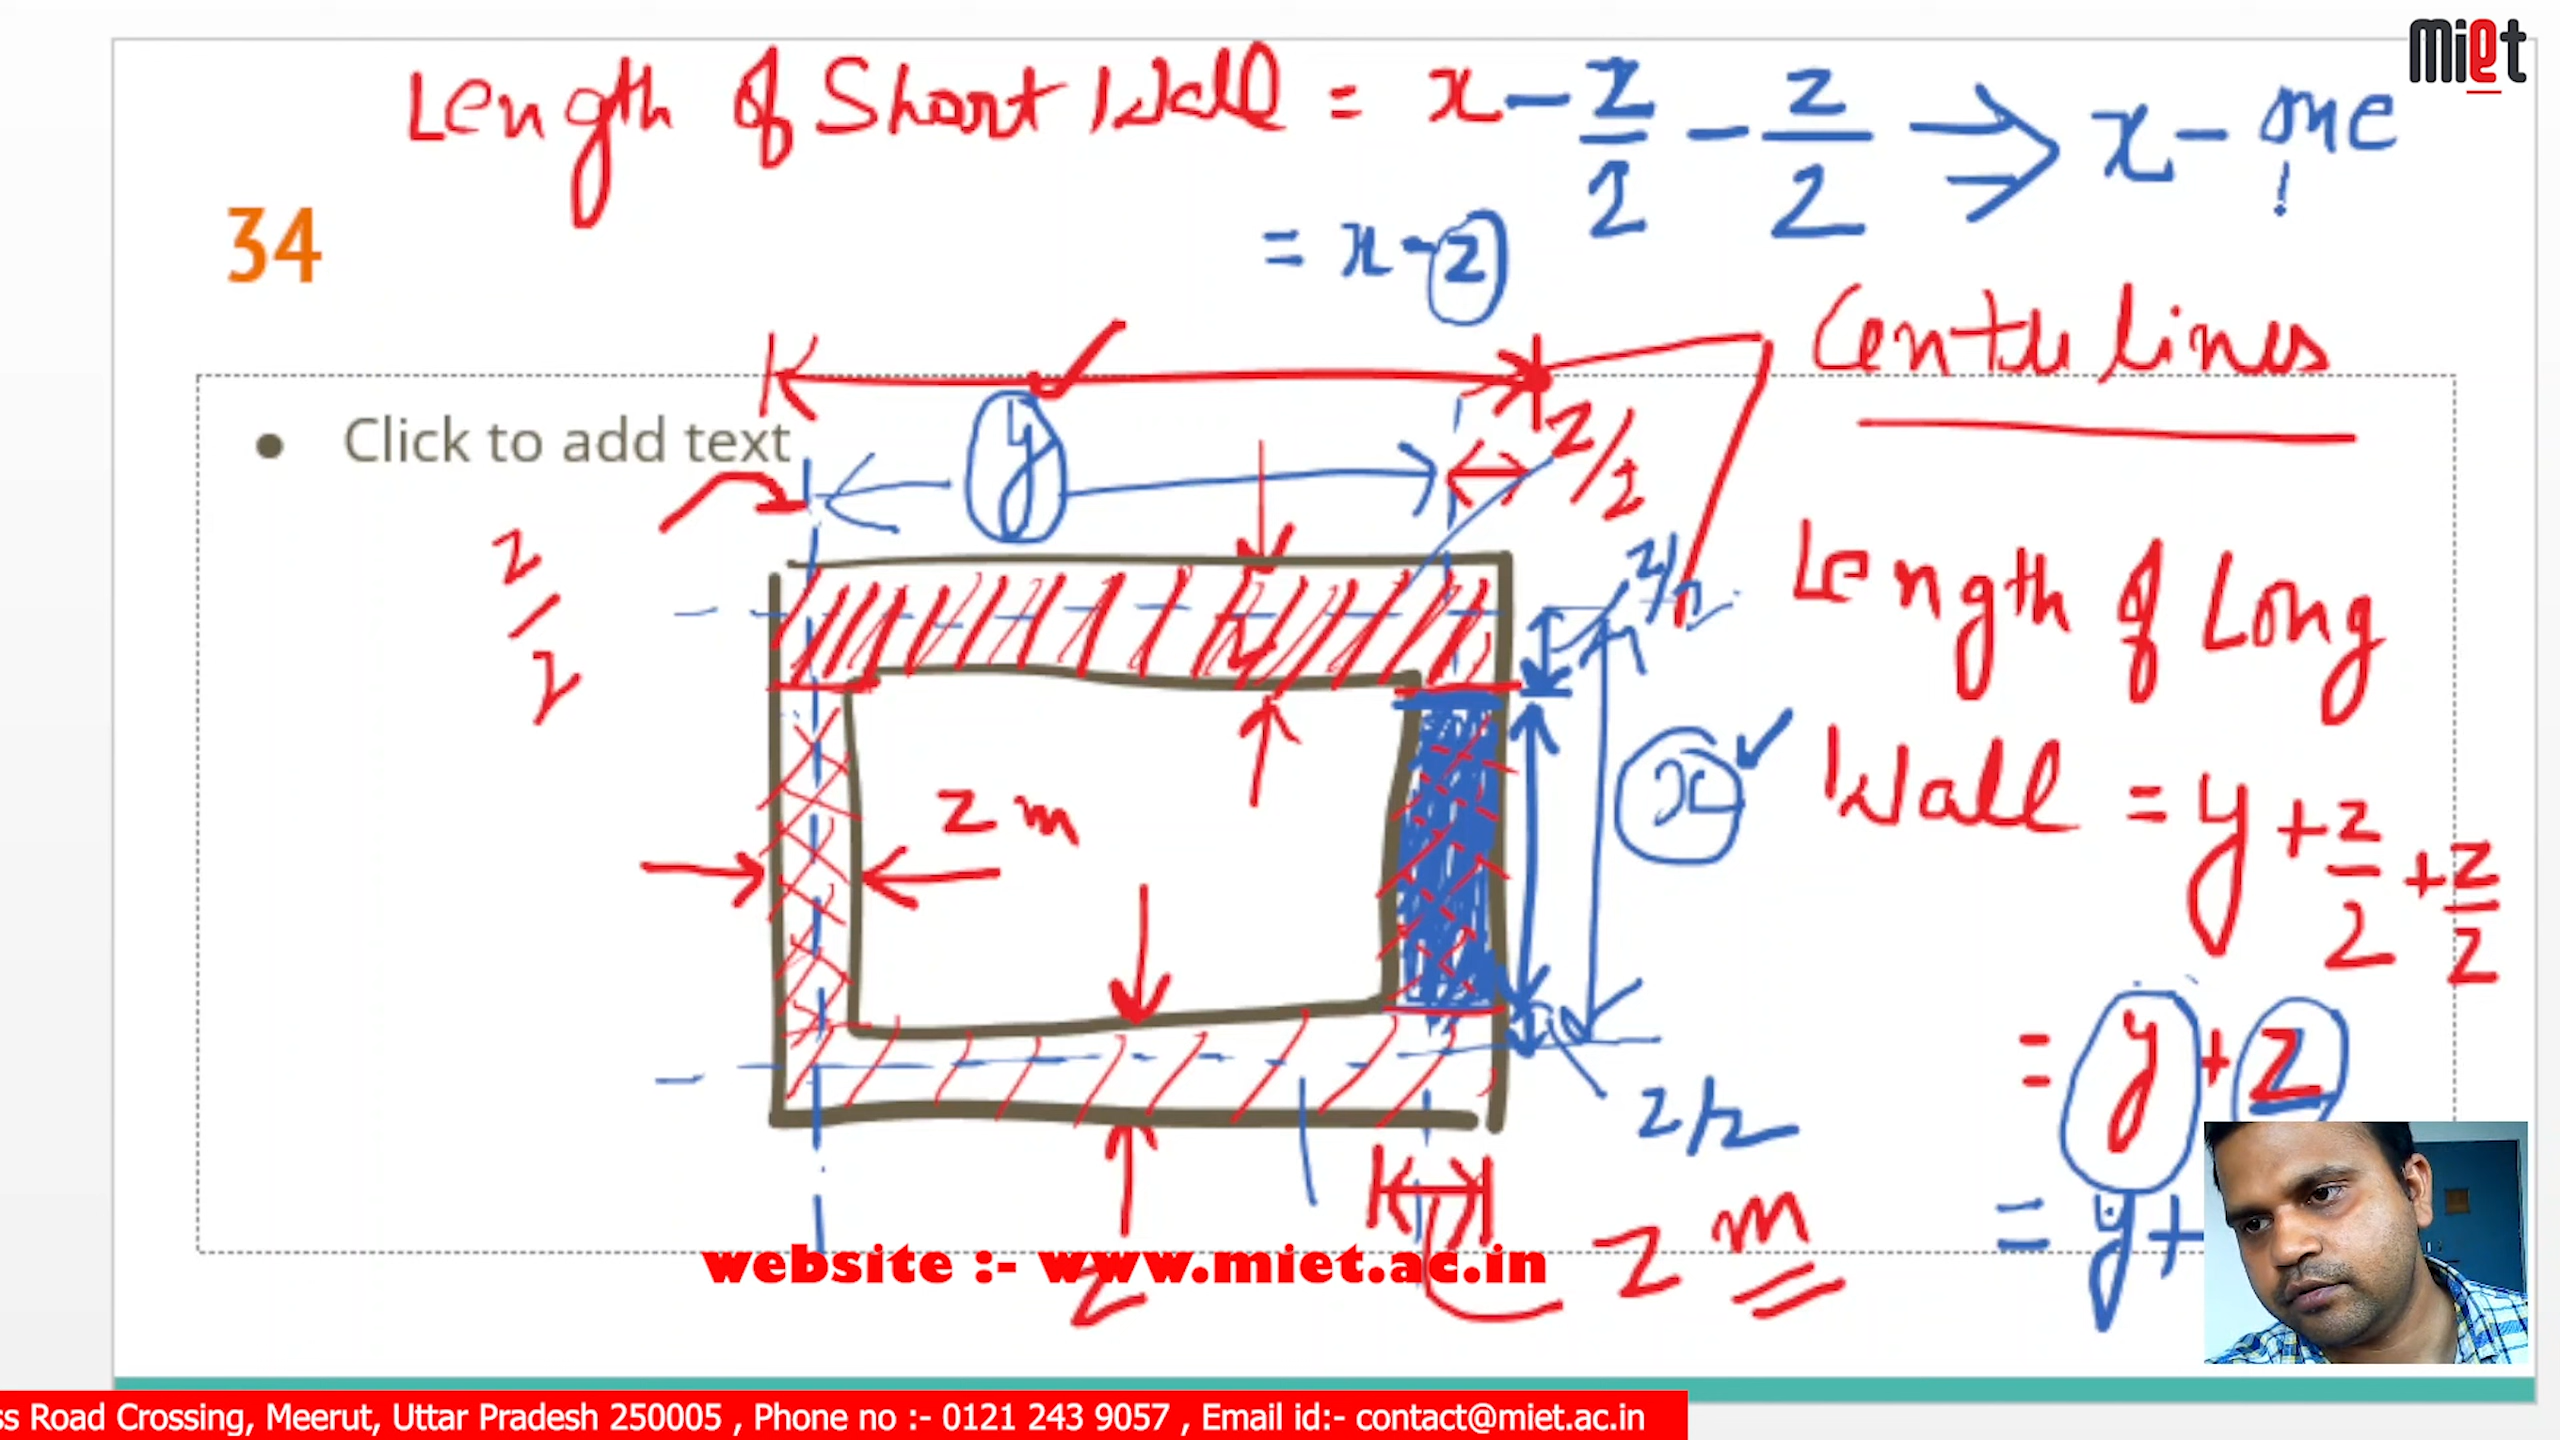 miet
Length of Short Wall = x - z/2 - z/2 ⇒ x - one
= x - z
34
Centre lines
Click to add text
y
z/2
z/2
z/2
Length of Long
Wall = y + z/2 + z/2
x
z m
= y + z
z/2
= y +
z m
website :- www.miet.ac.in
z
ss Road Crossing, Meerut, Uttar Pradesh 250005 , Phone no :- 0121 243 9057 , Email id:- contact@miet.ac.in